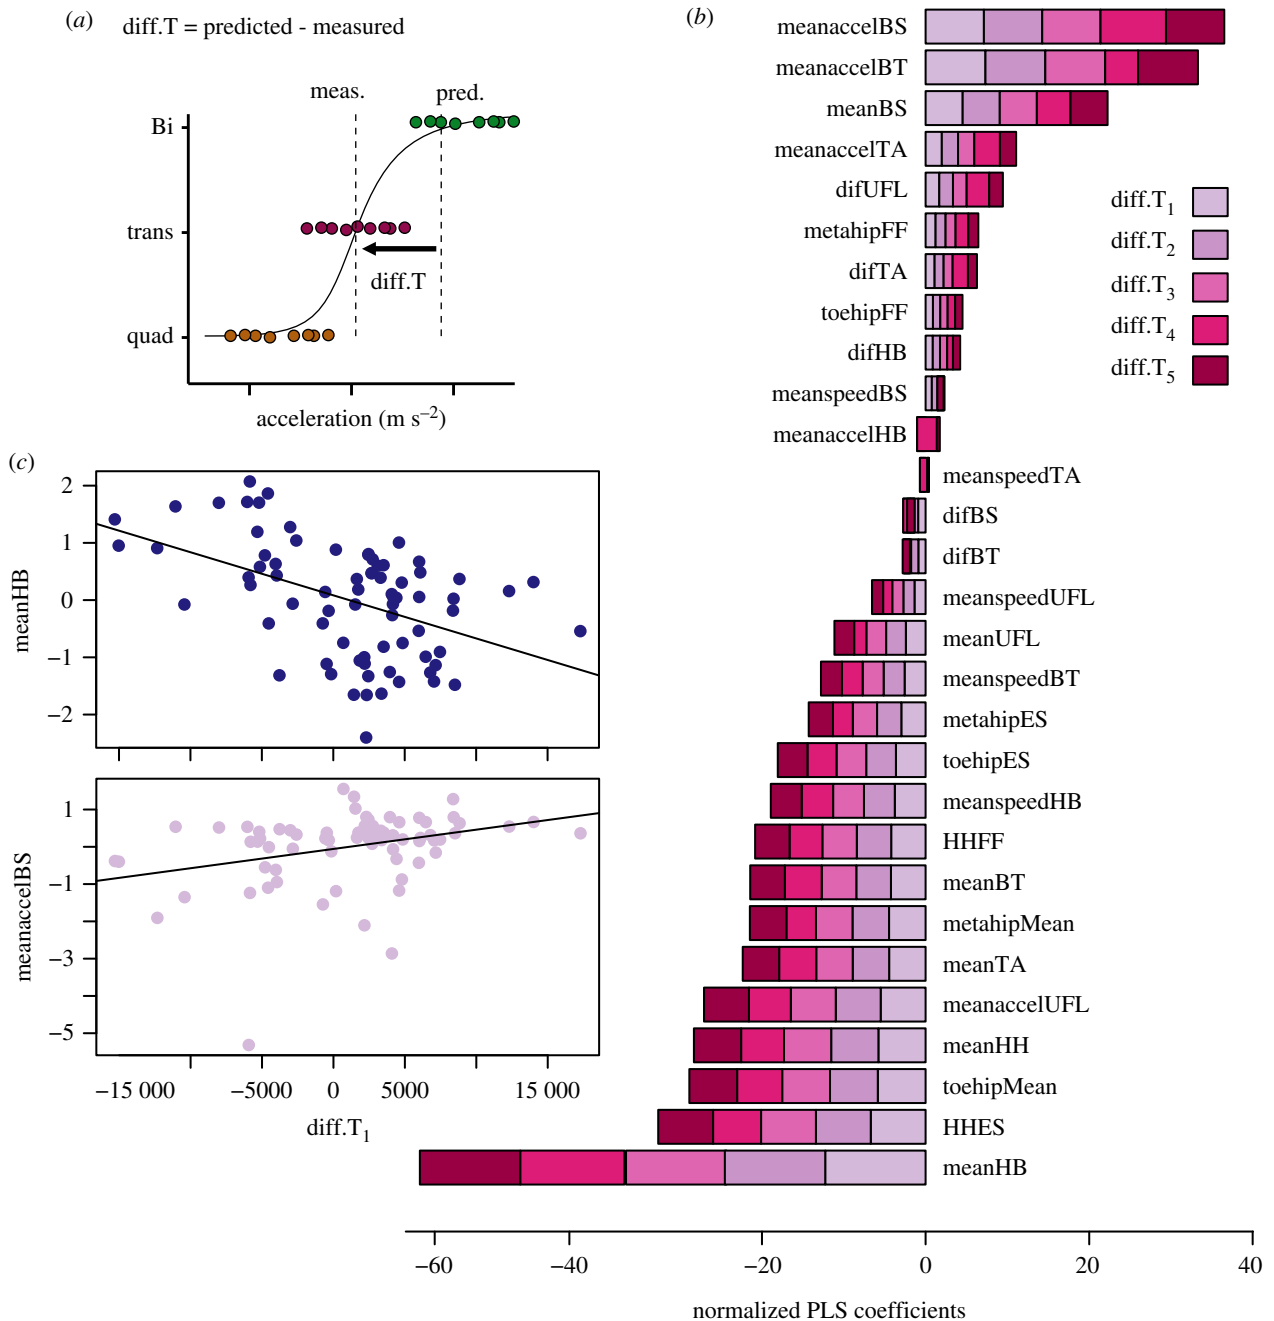 (a) diff.T = predicted - measured
meas.
pred.
Bi
trans
quad
diff.T
acceleration (m s⁻²)
(b)
meanaccelBS
meanaccelBT
meanBS
meanaccelTA
difUFL
metahipFF
difTA
toehipFF
difHB
meanspeedBS
meanaccelHB
meanspeedTA
difBS
difBT
meanspeedUFL
meanUFL
meanspeedBT
metahipES
toehipES
meanspeedHB
HHFF
meanBT
metahipMean
meanTA
meanaccelUFL
meanHH
toehipMean
HHES
meanHB
diff.T₁
diff.T₂
diff.T₃
diff.T₄
diff.T₅
−60 −40 −20 0 20 40
normalized PLS coefficients
(c)
meanHB
2
1
0
−1
−2
meanaccelBS
1
−1
−3
−5
−15 000 −5000 0 5000 15 000
diff.T₁